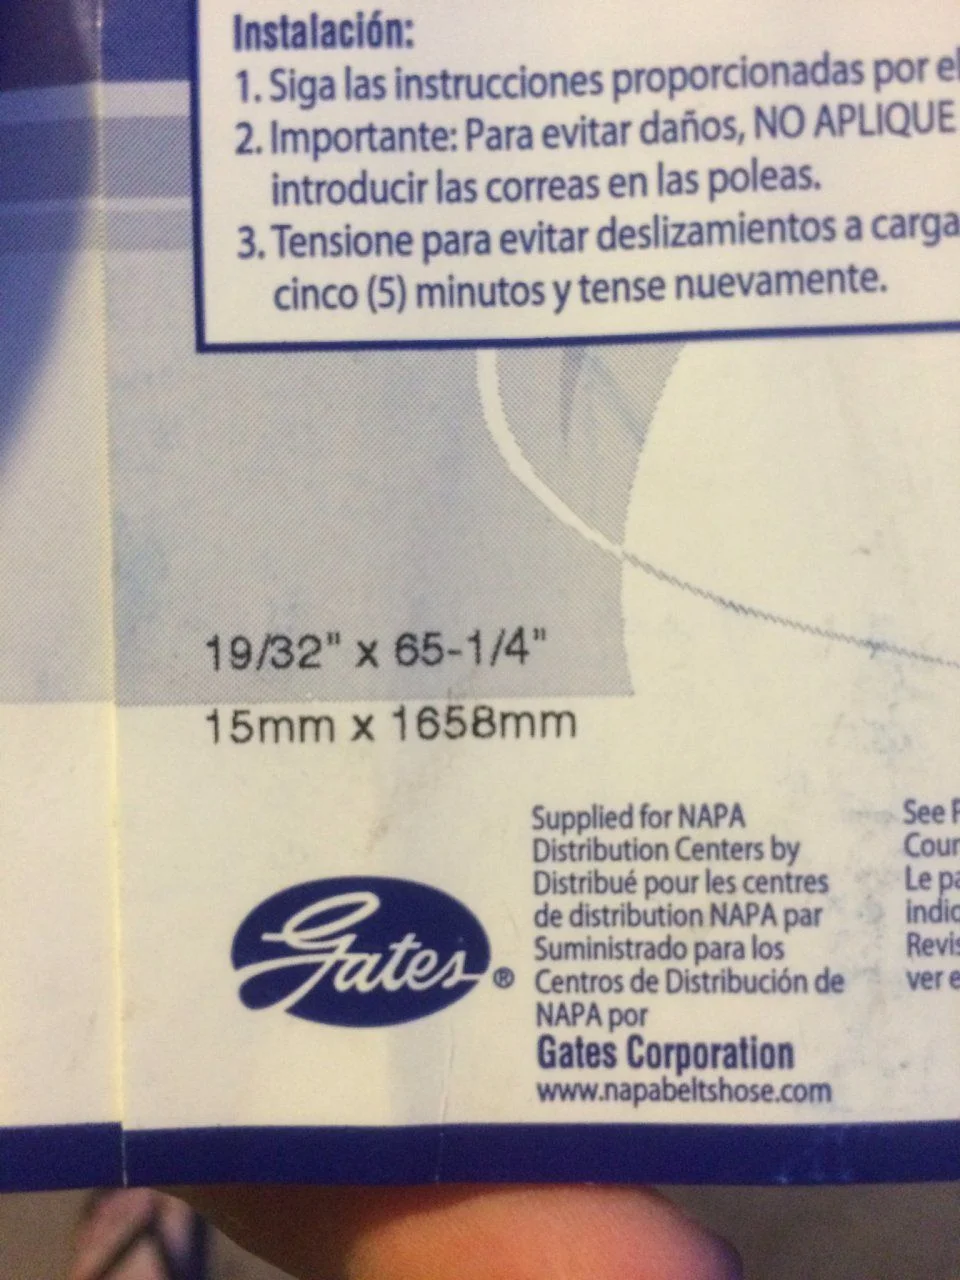 Instalación:
1. Siga las instrucciones proporcionadas por el
2. Importante: Para evitar daños, NO APLIQUE
introducir las correas en las poleas.
3. Tensione para evitar deslizamientos a carga
cinco (5) minutos y tense nuevamente.
19/32" x 65-1/4"
15mm x 1658mm
Gates®
Supplied for NAPA
Distribution Centers by
Distribué pour les centres
de distribution NAPA par
Suministrado para los
Centros de Distribución de
NAPA por
Gates Corporation
www.napabeltshose.com
See
Le
ver